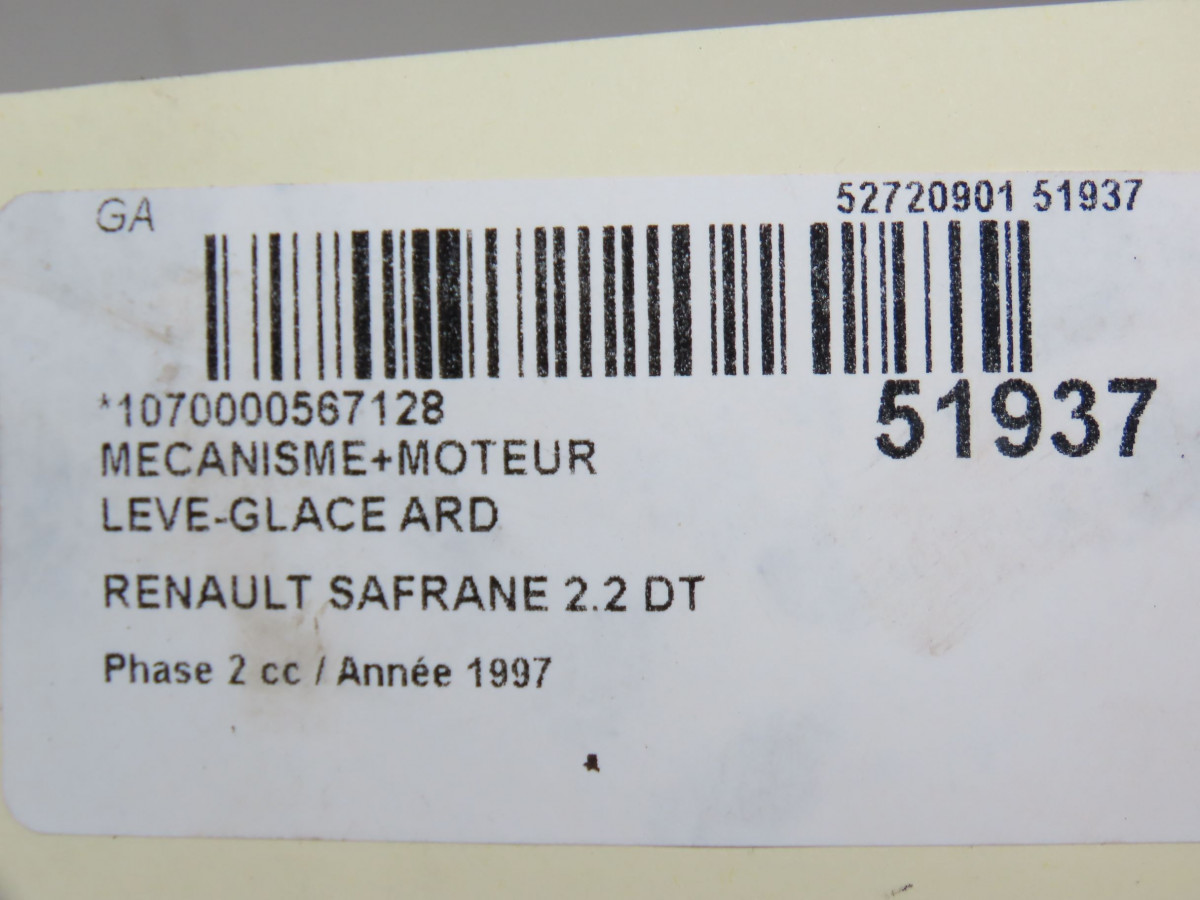 GA
52720901 51937
*1070000567128
51937
MECANISME+MOTEUR
LEVE-GLACE ARD
RENAULT SAFRANE 2.2 DT
Phase 2 cc / Année 1997